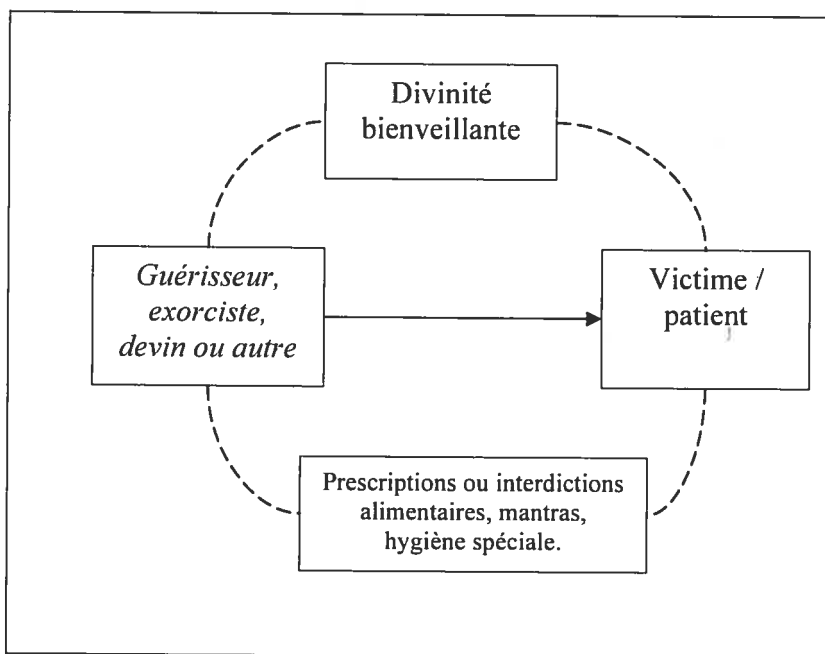 Divinité
bienveillante
Guérisseur,
exorciste,
devin ou autre
Victime /
patient
Prescriptions ou interdictions
alimentaires, mantras,
hygiène spéciale.